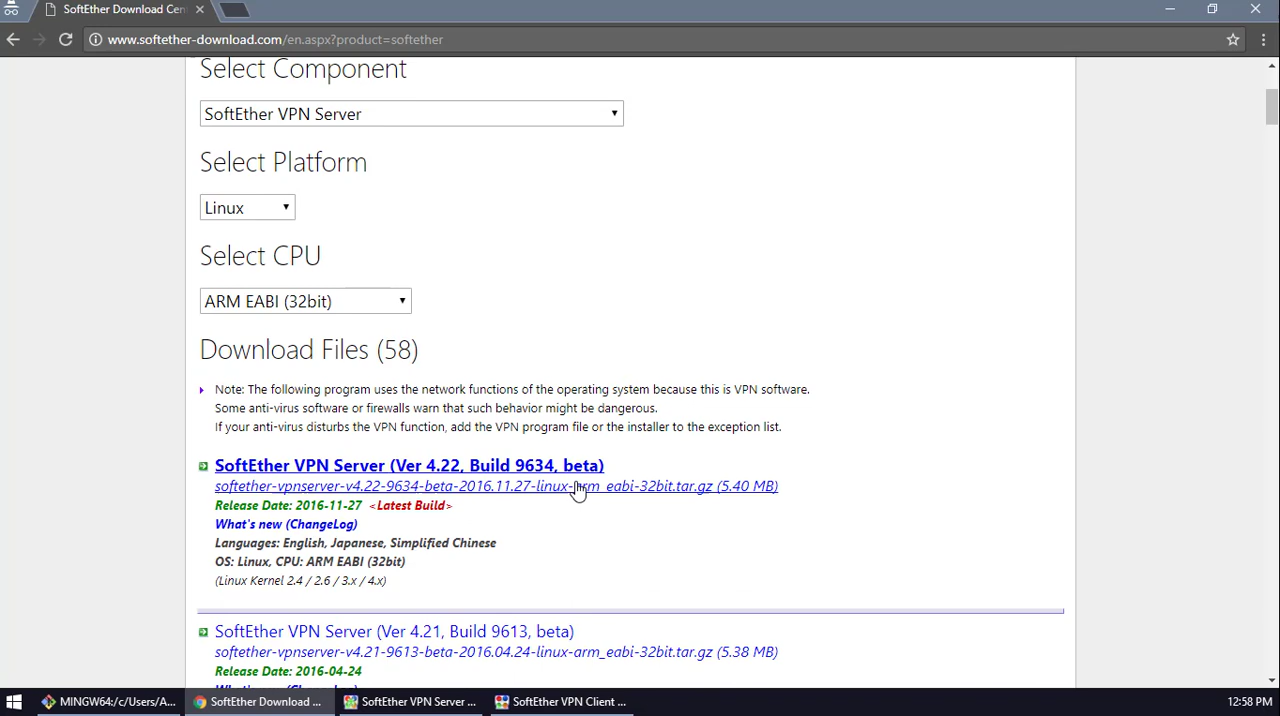 SoftEther Download Cen
www.softether-download.com/en.aspx?product=softether
Select Component
SoftEther VPN Server
Select Platform
Linux
Select CPU
ARM EABI (32bit)
Download Files (58)
Note: The following program uses the network functions of the operating system because this is VPN software.
Some anti-virus software or firewalls warn that such behavior might be dangerous.
If your anti-virus disturbs the VPN function, add the VPN program file or the installer to the exception list.
SoftEther VPN Server (Ver 4.22, Build 9634, beta)
softether-vpnserver-v4.22-9634-beta-2016.11.27-linux-arm_eabi-32bit.tar.gz (5.40 MB)
Release Date: 2016-11-27 <Latest Build>
What's new (ChangeLog)
Languages: English, Japanese, Simplified Chinese
OS: Linux, CPU: ARM EABI (32bit)
(Linux Kernel 2.4 / 2.6 / 3.x / 4.x)
SoftEther VPN Server (Ver 4.21, Build 9613, beta)
softether-vpnserver-v4.21-9613-beta-2016.04.24-linux-arm_eabi-32bit.tar.gz (5.38 MB)
Release Date: 2016-04-24
What's new (ChangeLog)
MINGW64:/c/Users/A... SoftEther Download ... SoftEther VPN Server ... SoftEther VPN Client ... 12:58 PM